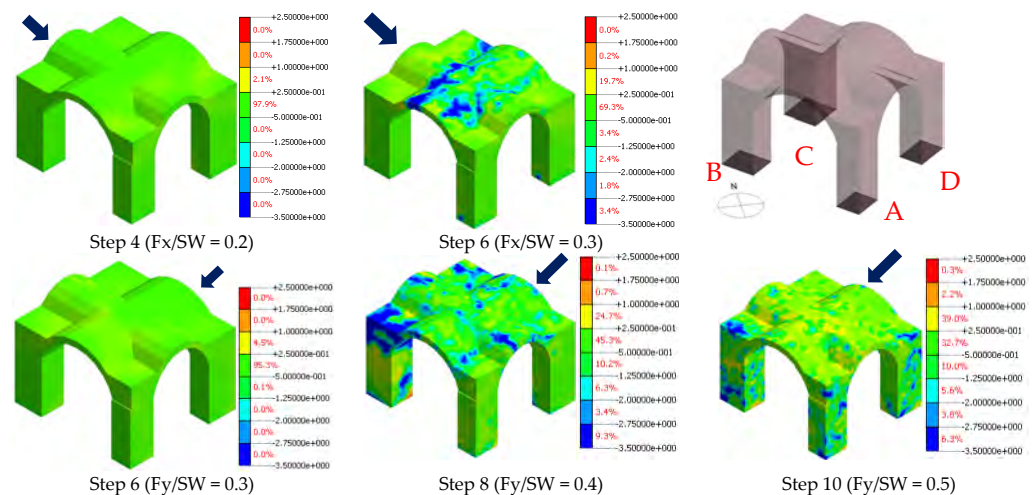 +2.50000e+000
0.0%
+1.75000e+000
0.0%
+1.00000e+000
2.1%
+2.50000e-001
97.9%
-5.00000e-001
0.0%
-1.25000e+000
0.0%
-2.00000e+000
0.0%
-2.75000e+000
0.0%
-3.50000e+000
Step 4 (Fx/SW = 0.2)
+2.50000e+000
0.0%
+1.75000e+000
0.2%
+1.00000e+000
19.7%
+2.50000e-001
69.3%
-5.00000e-001
3.4%
-1.25000e+000
2.4%
-2.00000e+000
1.8%
-2.75000e+000
3.4%
-3.50000e+000
Step 6 (Fx/SW = 0.3)
B
C
D
A
N
+2.50000e+000
0.0%
+1.75000e+000
0.0%
+1.00000e+000
4.5%
+2.50000e-001
95.3%
-5.00000e-001
0.1%
-1.25000e+000
0.0%
-2.00000e+000
0.0%
-2.75000e+000
0.0%
-3.50000e+000
Step 6 (Fy/SW = 0.3)
+2.50000e+000
0.1%
+1.75000e+000
0.7%
+1.00000e+000
24.7%
+2.50000e-001
45.3%
-5.00000e-001
10.2%
-1.25000e+000
6.3%
-2.00000e+000
3.4%
-2.75000e+000
9.3%
-3.50000e+000
Step 8 (Fy/SW = 0.4)
+2.50000e+000
0.3%
+1.75000e+000
2.2%
+1.00000e+000
39.0%
+2.50000e-001
32.7%
-5.00000e-001
10.0%
-1.25000e+000
5.6%
-2.00000e+000
3.8%
-2.75000e+000
6.3%
-3.50000e+000
Step 10 (Fy/SW = 0.5)